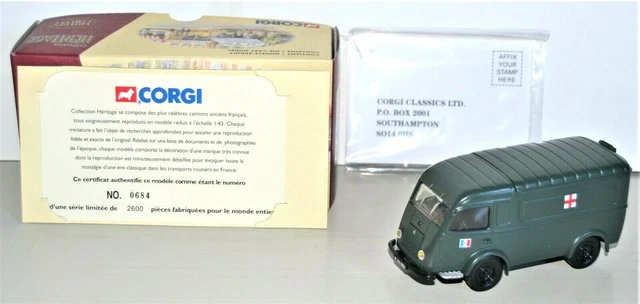 HERITAGE
Collection
CORGI
CORGI
Collection Héritage se compose des plus célèbres camions anciens français,
tous soigneusement reproduits en modèle réduit à l'échelle 1:43. Chaque
miniature a fait l'objet de recherches approfondies pour assurer une reproduction
fidèle et exacte de l'original. Réalisé sur une base de documents et de photographies
de l'époque, chaque modèle comporte la décoration d'une marque très connue
dont la reproduction est minutieusement détaillée pour évoquer toute la
nostalgie d'une ère classique dans les transports routiers en France.
Ce certificat authentifie ce modèle comme étant le numéro
NO. 0684
d'une série limitée de 2600 pièces fabriquées pour le monde entier
AFFIX
YOUR
STAMP
HERE
CORGI CLASSICS LTD.
P.O. BOX 2001
SOUTHAMPTON
SO14